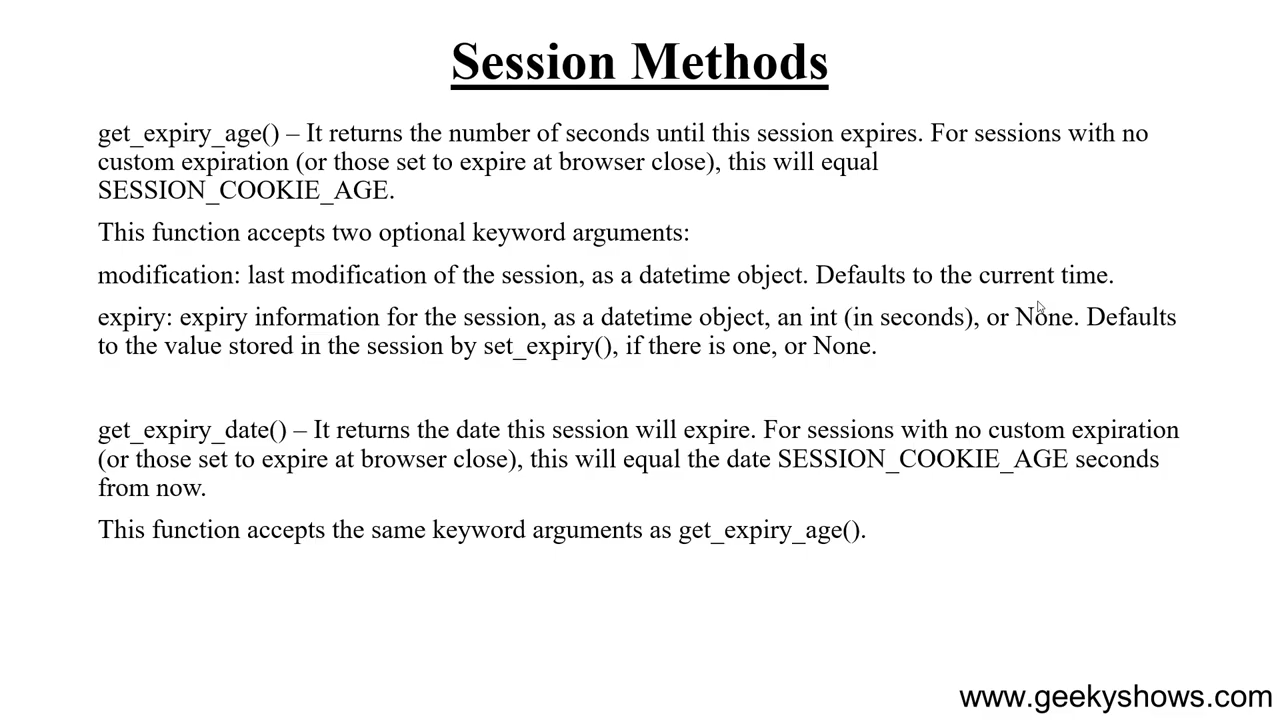 Session Methods
get_expiry_age() – It returns the number of seconds until this session expires. For sessions with no
custom expiration (or those set to expire at browser close), this will equal
SESSION_COOKIE_AGE.
This function accepts two optional keyword arguments:
modification: last modification of the session, as a datetime object. Defaults to the current time.
expiry: expiry information for the session, as a datetime object, an int (in seconds), or None. Defaults
to the value stored in the session by set_expiry(), if there is one, or None.
get_expiry_date() – It returns the date this session will expire. For sessions with no custom expiration
(or those set to expire at browser close), this will equal the date SESSION_COOKIE_AGE seconds
from now.
This function accepts the same keyword arguments as get_expiry_age().
www.geekyshows.com